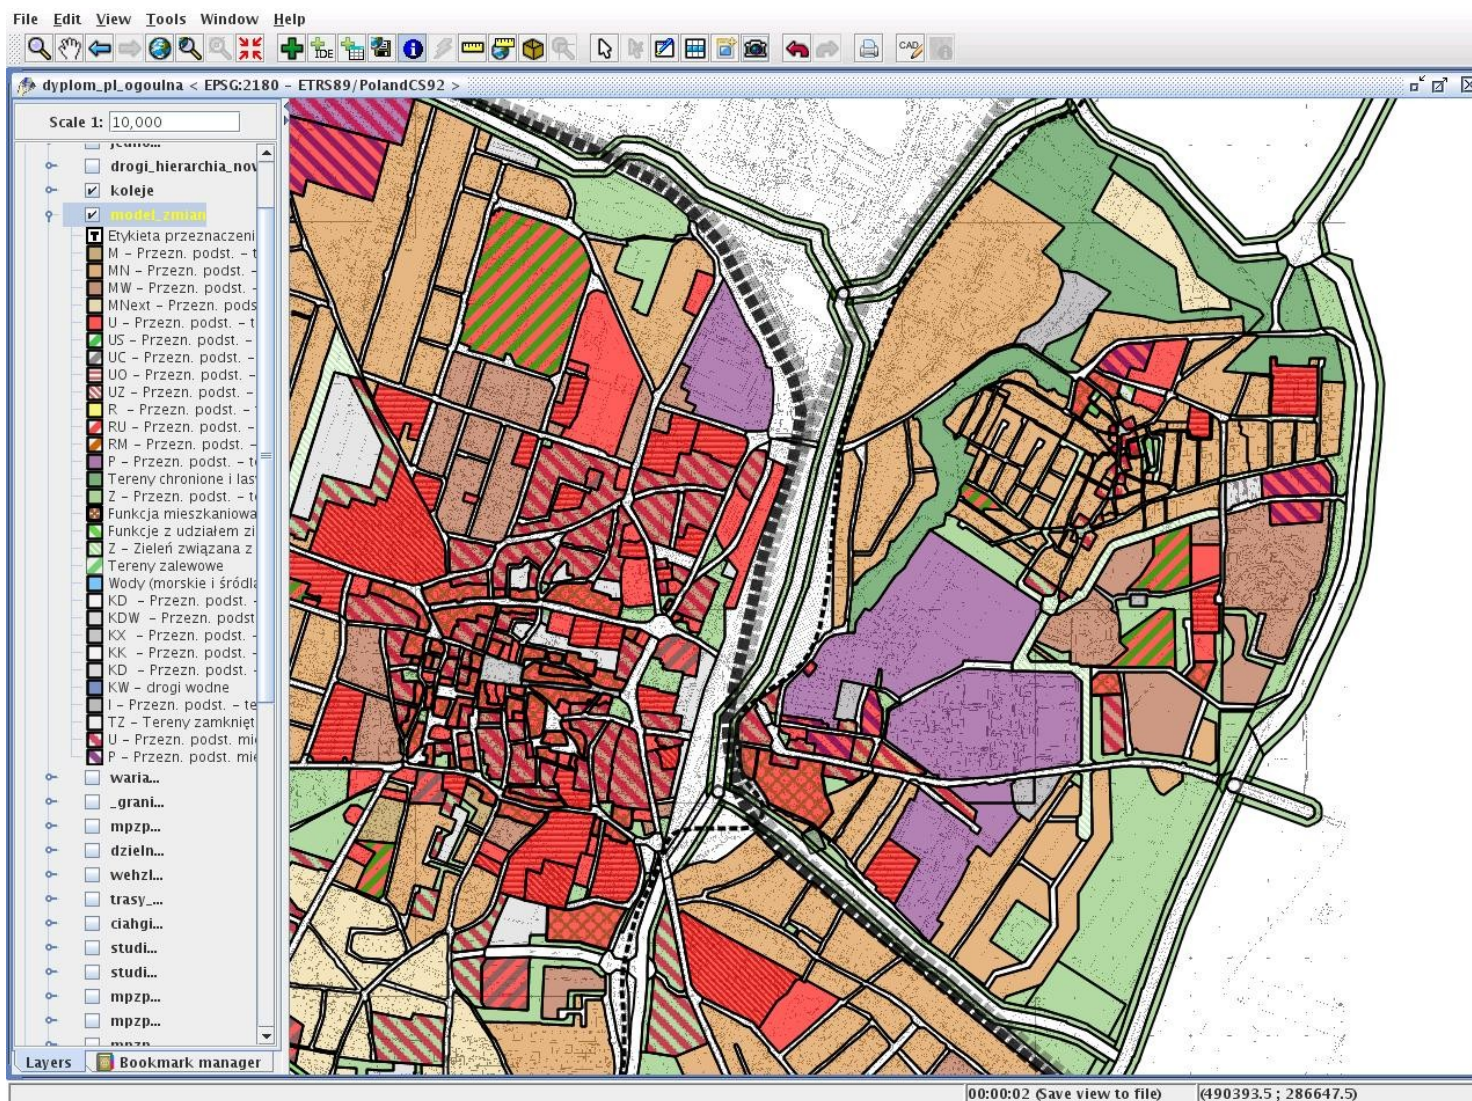 File Edit View Tools Window Help
IDE
CAD
dyplom_pl_ogoulna < EPSG:2180 - ETRS89/PolandCS92 >
Scale 1: 10,000
drogi_hierarchia_nov
koleje
model_zmian
T Etykieta przeznaczeni
M - Przezn. podst. - t
MN - Przezn. podst. -
MW - Przezn. podst. -
MNext - Przezn. pods
U - Przezn. podst. - t
US - Przezn. podst. -
UC - Przezn. podst. -
UO - Przezn. podst. -
UZ - Przezn. podst. -
R - Przezn. podst. -
RU - Przezn. podst. -
RM - Przezn. podst. -
P - Przezn. podst. - t
Tereny chronione i las
Z - Przezn. podst. - t
Funkcja mieszkaniowa
Funkcje z udziałem zi
Z - Zieleń związana z
Tereny zalewowe
Wody (morskie i śródl
KD - Przezn. podst. -
KDW - Przezn. podst
KX - Przezn. podst. -
KK - Przezn. podst. -
KD - Przezn. podst. -
KW - drogi wodne
I - Przezn. podst. - te
TZ - Tereny zamknięt
U - Przezn. podst. mi
P - Przezn. podst. mie
waria...
_grani...
mpzp...
dzieln...
wehzl...
trasy_...
ciahgi...
studi...
studi...
mpzp...
mpzp...
Layers Bookmark manager
00:00:02 (Save view to file) (490393.5 ; 286647.5)